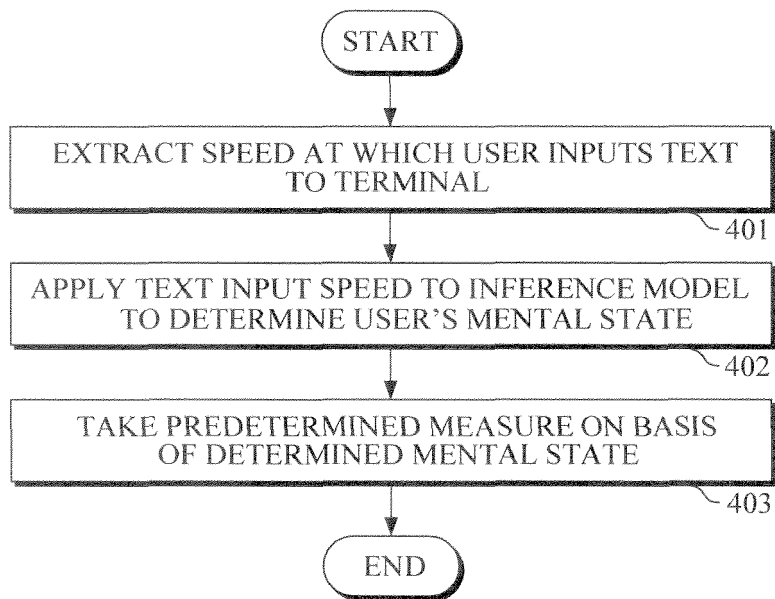 START
EXTRACT SPEED AT WHICH USER INPUTS TEXT
TO TERMINAL
401
APPLY TEXT INPUT SPEED TO INFERENCE MODEL
TO DETERMINE USER'S MENTAL STATE
402
TAKE PREDETERMINED MEASURE ON BASIS
OF DETERMINED MENTAL STATE
403
END